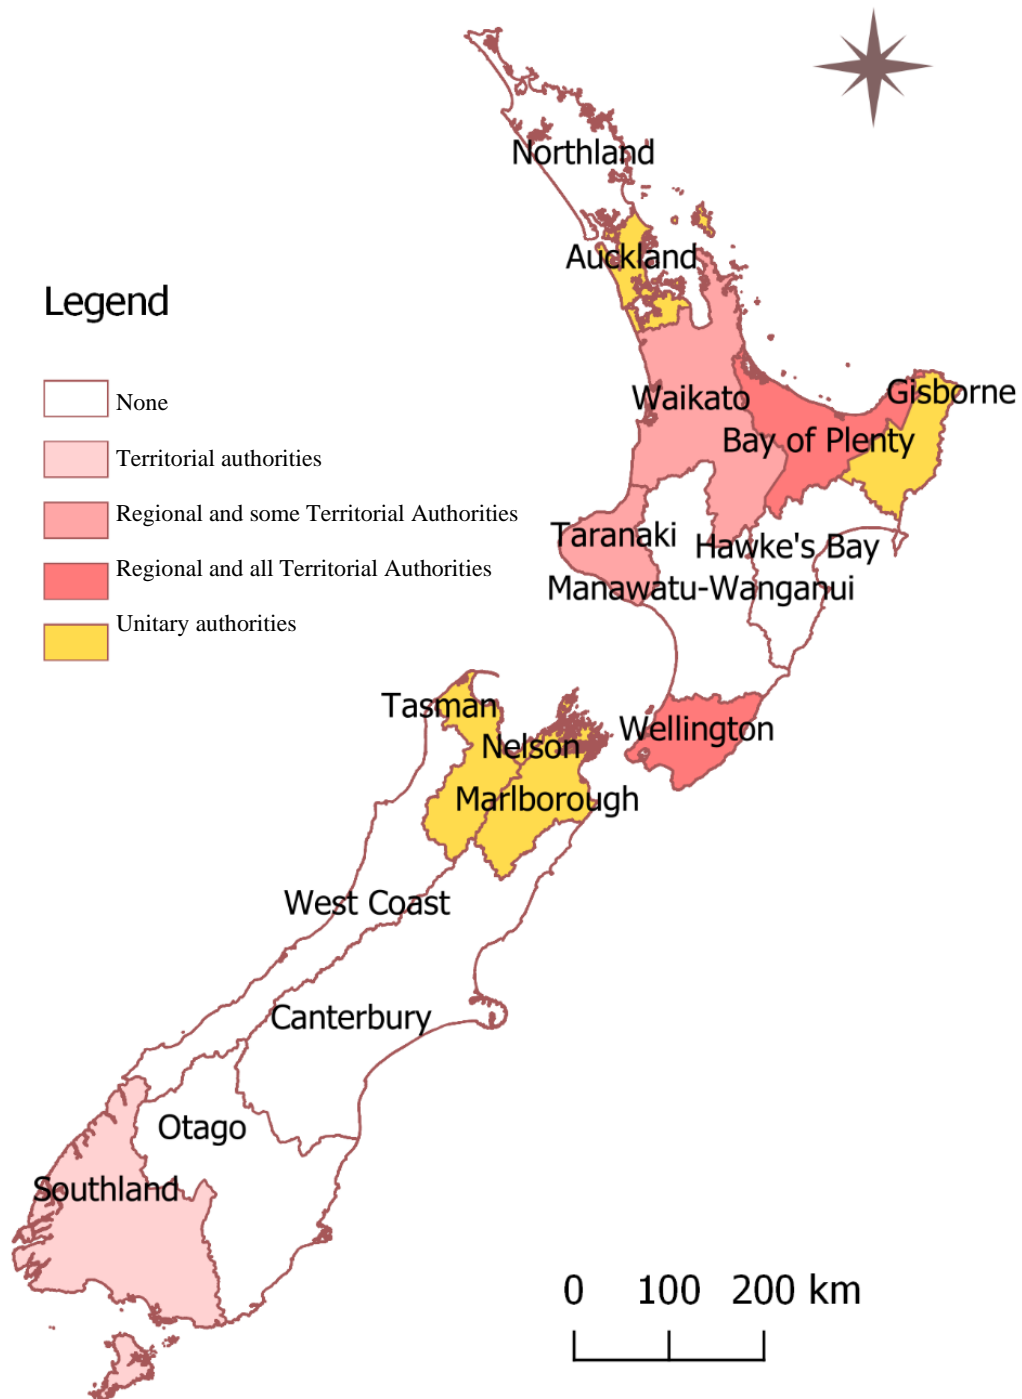 Northland
Auckland
Legend
None
Territorial authorities
Regional and some Territorial Authorities
Regional and all Territorial Authorities
Unitary authorities
Waikato
Gisborne
Bay of Plenty
Taranaki
Hawke's Bay
Manawatu-Wanganui
Tasman
Nelson
Wellington
Marlborough
West Coast
Canterbury
Otago
Southland
0 100 200 km